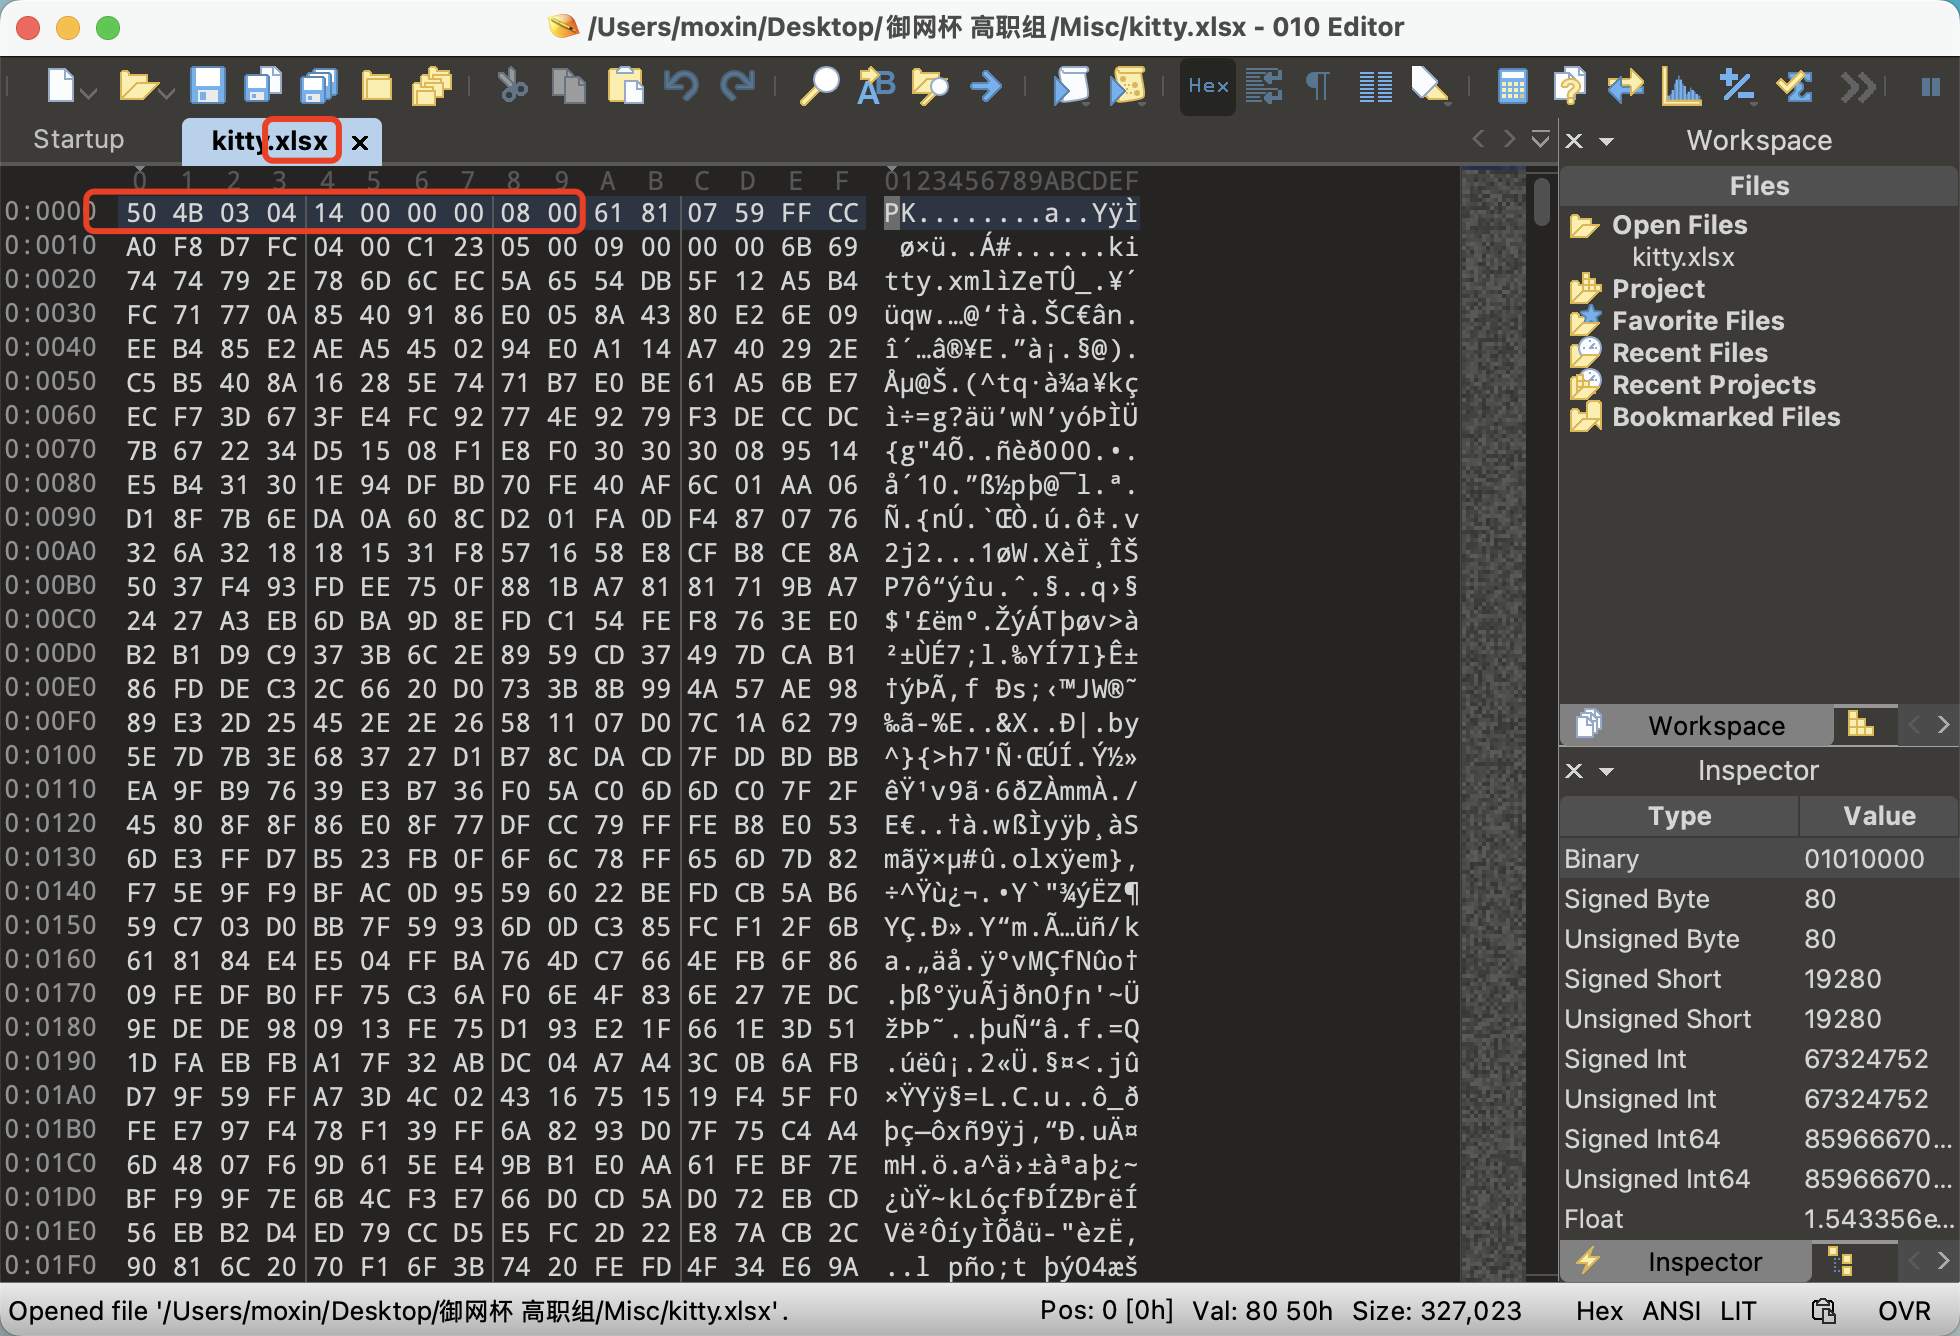 /Users/moxin/Desktop/御网杯 高职组/Misc/kitty.xlsx - 010 Editor
Hex
Startup
kitty.xlsx
Workspace
0 1 2 3 4 5 6 7 8 9 A B C D E F 0123456789ABCDEF
0:0000 50 4B 03 04 14 00 00 00 08 00 61 81 07 59 FF CC PK........a..YÿÌ
0:0010 A0 F8 D7 FC 04 00 C1 23 05 00 09 00 00 00 6B 69  ø×ü..Á#......ki
0:0020 74 74 79 2E 78 6D 6C EC 5A 65 54 DB 5F 12 A5 B4 tty.xmlìZeTÛ_.¥´
0:0030 FC 71 77 0A 85 40 91 86 E0 05 8A 43 80 E2 6E 09 üqw.…@‘†à.ŠC€ân.
0:0040 EE B4 85 E2 AE A5 45 02 94 E0 A1 14 A7 40 29 2E î´…â®¥E.”à¡.§@).
0:0050 C5 B5 40 8A 16 28 5E 74 71 B7 E0 BE 61 A5 6B E7 Åµ@Š.(^tq·à¾a¥kç
0:0060 EC F7 3D 67 3F E4 FC 92 77 4E 92 79 F3 DE CC DC ì÷=g?äü’wN’yóÞÌÜ
0:0070 7B 67 22 34 D5 15 08 F1 E8 F0 30 30 30 08 95 14 {g"4Õ..ñèð000.•.
0:0080 E5 B4 31 30 1E 94 DF BD 70 FE 40 AF 6C 01 AA 06 å´10.”ß½pþ@¯l.ª.
0:0090 D1 8F 7B 6E DA 0A 60 8C D2 01 FA 0D F4 87 07 76 Ñ.{nÚ.`ŒÒ.ú.ô‡.v
0:00A0 32 6A 32 18 18 15 31 F8 57 16 58 E8 CF B8 CE 8A 2j2...1øW.XèÏ¸ÎŠ
0:00B0 50 37 F4 93 FD EE 75 0F 88 1B A7 81 81 71 9B A7 P7ô“ýîu.ˆ.§..q›§
0:00C0 24 27 A3 EB 6D BA 9D 8E FD C1 54 FE F8 76 3E E0 $'£ëmº.ŽýÁTþøv>à
0:00D0 B2 B1 D9 C9 37 3B 6C 2E 89 59 CD 37 49 7D CA B1 ²±ÙÉ7;l.‰YÍ7I}Ê±
0:00E0 86 FD DE C3 2C 66 20 D0 73 3B 8B 99 4A 57 AE 98 †ýÞÃ,f Ðs;‹™JW®˜
0:00F0 89 E3 2D 25 45 2E 2E 26 58 11 07 D0 7C 1A 62 79 ‰ã-%E..&X..Ð|.by
0:0100 5E 7D 7B 3E 68 37 27 D1 B7 8C DA CD 7F DD BD BB ^}{>h7'Ñ·ŒÚÍ.Ý½»
0:0110 EA 9F B9 76 39 E3 B7 36 F0 5A C0 6D 6D C0 7F 2F êŸ¹v9ã·6ðZÀmmÀ./
0:0120 45 80 8F 8F 86 E0 8F 77 DF CC 79 FF FE B8 E0 53 E€..†à.wßÌyÿþ¸àS
0:0130 6D E3 FF D7 B5 23 FB 0F 6F 6C 78 FF 65 6D 7D 82 mãÿ×µ#û.olxÿem}‚
0:0140 F7 5E 9F F9 BF AC 0D 95 59 60 22 BE FD CB 5A B6 ÷^Ÿù¿¬.•Y`"¾ýËZ¶
0:0150 59 C7 03 D0 BB 7F 59 93 6D 0D C3 85 FC F1 2F 6B YÇ.Ð».Y“m.Ã…üñ/k
0:0160 61 81 84 E4 E5 04 FF BA 76 4D C7 66 4E FB 6F 86 a.„äå.ÿºvMÇfNûo†
0:0170 09 FE DF B0 FF 75 C3 6A F0 6E 4F 83 6E 27 7E DC .þß°ÿuÃjðnOƒn'~Ü
0:0180 9E DE DE 98 09 13 FE 75 D1 93 E2 1F 66 1E 3D 51 žÞÞ˜..þuÑ“â.f.=Q
0:0190 1D FA EB FB A1 7F 32 AB DC 04 A7 A4 3C 0B 6A FB .úëû¡.2«Ü.§¤<.jû
0:01A0 D7 9F 59 FF A7 3D 4C 02 43 16 75 15 19 F4 5F F0 ×ŸYÿ§=L.C.u..ô_ð
0:01B0 FE E7 97 F4 78 F1 39 FF 6A 82 93 D0 7F 75 C4 A4 þç—ôxñ9ÿj‚“Ð.uÄ¤
0:01C0 6D 48 07 F6 9D 61 5E E4 9B B1 E0 AA 61 FE BF 7E mH.ö.a^ä›±àªaþ¿~
0:01D0 BF F9 9F 7E 6B 4C F3 E7 66 D0 CD 5A D0 72 EB CD ¿ùŸ~kLóçfÐÍZÐrëÍ
0:01E0 56 EB B2 D4 ED 79 CC D5 E5 FC 2D 22 E8 7A CB 2C Vë²ÔíyÌÕåü-"èzË,
0:01F0 90 81 6C 20 70 F1 6F 3B 74 20 FE FD 4F 34 E6 9A ..l pño;t þýO4æš
Files
Open Files
kitty.xlsx
Project
Favorite Files
Recent Files
Recent Projects
Bookmarked Files
Workspace
Inspector
Type Value
Binary 01010000
Signed Byte 80
Unsigned Byte 80
Signed Short 19280
Unsigned Short 19280
Signed Int 67324752
Unsigned Int 67324752
Signed Int64 85966670...
Unsigned Int64 85966670...
Float 1.543356e...
Inspector
Opened file '/Users/moxin/Desktop/御网杯 高职组/Misc/kitty.xlsx'. Pos: 0 [0h] Val: 80 50h Size: 327,023 Hex ANSI LIT OVR